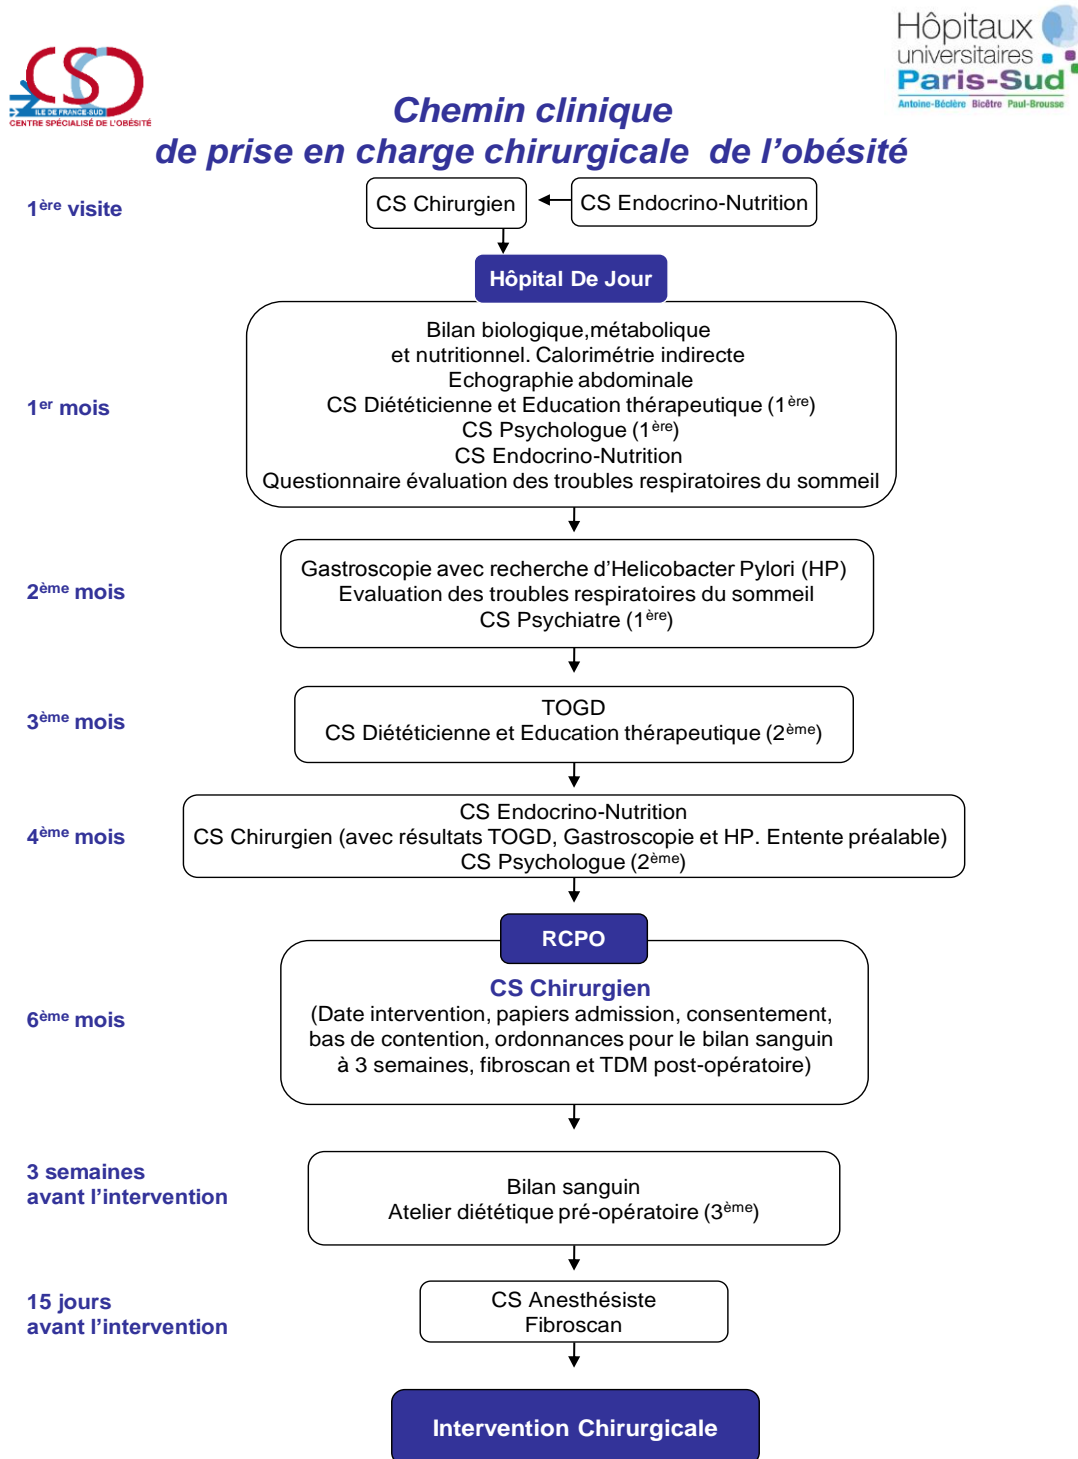 Hôpitaux
universitaires
Paris-Sud
Antoine-Béclère Bicêtre Paul-Brousse
CSO
ILE DE FRANCE-SUD
CENTRE SPÉCIALISÉ DE L'OBÉSITÉ
Chemin clinique
de prise en charge chirurgicale de l'obésité
1ère visite
CS Chirurgien
CS Endocrino-Nutrition
Hôpital De Jour
1er mois
Bilan biologique,métabolique
et nutritionnel. Calorimétrie indirecte
Echographie abdominale
CS Diététicienne et Education thérapeutique (1ère)
CS Psychologue (1ère)
CS Endocrino-Nutrition
Questionnaire évaluation des troubles respiratoires du sommeil
2ème mois
Gastroscopie avec recherche d'Helicobacter Pylori (HP)
Evaluation des troubles respiratoires du sommeil
CS Psychiatre (1ère)
3ème mois
TOGD
CS Diététicienne et Education thérapeutique (2ème)
4ème mois
CS Endocrino-Nutrition
CS Chirurgien (avec résultats TOGD, Gastroscopie et HP. Entente préalable)
CS Psychologue (2ème)
RCPO
6ème mois
CS Chirurgien
(Date intervention, papiers admission, consentement,
bas de contention, ordonnances pour le bilan sanguin
à 3 semaines, fibroscan et TDM post-opératoire)
3 semaines
avant l'intervention
Bilan sanguin
Atelier diététique pré-opératoire (3ème)
15 jours
avant l'intervention
CS Anesthésiste
Fibroscan
Intervention Chirurgicale